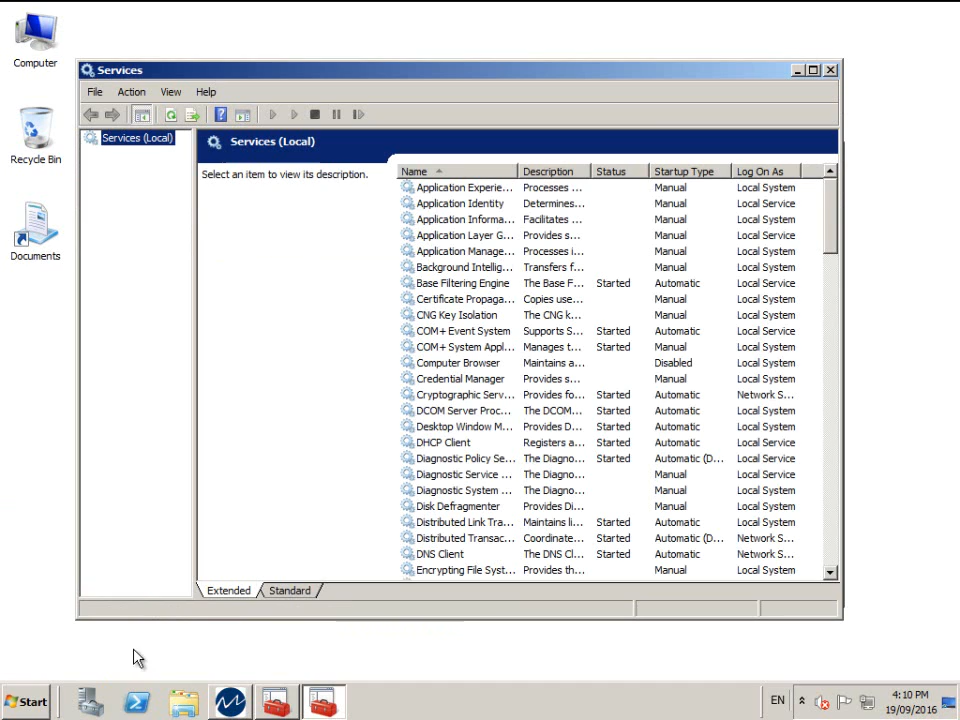 Computer
Recycle Bin
Documents
Services
File Action View Help
Services (Local)
Services (Local)
Select an item to view its description.
Name Description Status Startup Type Log On As
Application Experie... Processes ... Manual Local System
Application Identity Determines... Manual Local Service
Application Informa... Facilitates ... Manual Local System
Application Layer G... Provides s... Manual Local Service
Application Manage... Processes i... Manual Local System
Background Intellig... Transfers f... Manual Local System
Base Filtering Engine The Base F... Started Automatic Local Service
Certificate Propaga... Copies use... Manual Local System
CNG Key Isolation The CNG k... Manual Local System
COM+ Event System Supports S... Started Automatic Local Service
COM+ System Appl... Manages t... Started Manual Local System
Computer Browser Maintains a... Disabled Local System
Credential Manager Provides s... Manual Local System
Cryptographic Serv... Provides fo... Started Automatic Network S...
DCOM Server Proc... The DCOM... Started Automatic Local System
Desktop Window M... Provides D... Started Automatic Local System
DHCP Client Registers a... Started Automatic Local Service
Diagnostic Policy Se... The Diagno... Started Automatic (D... Local Service
Diagnostic Service ... The Diagno... Manual Local Service
Diagnostic System ... The Diagno... Manual Local System
Disk Defragmenter Provides Di... Manual Local System
Distributed Link Tra... Maintains li... Started Automatic Local System
Distributed Transac... Coordinate... Started Automatic (D... Network S...
DNS Client The DNS Cl... Started Automatic Network S...
Encrypting File Syst... Provides th... Manual Local System
Extended Standard
Start
EN
4:10 PM
19/09/2016